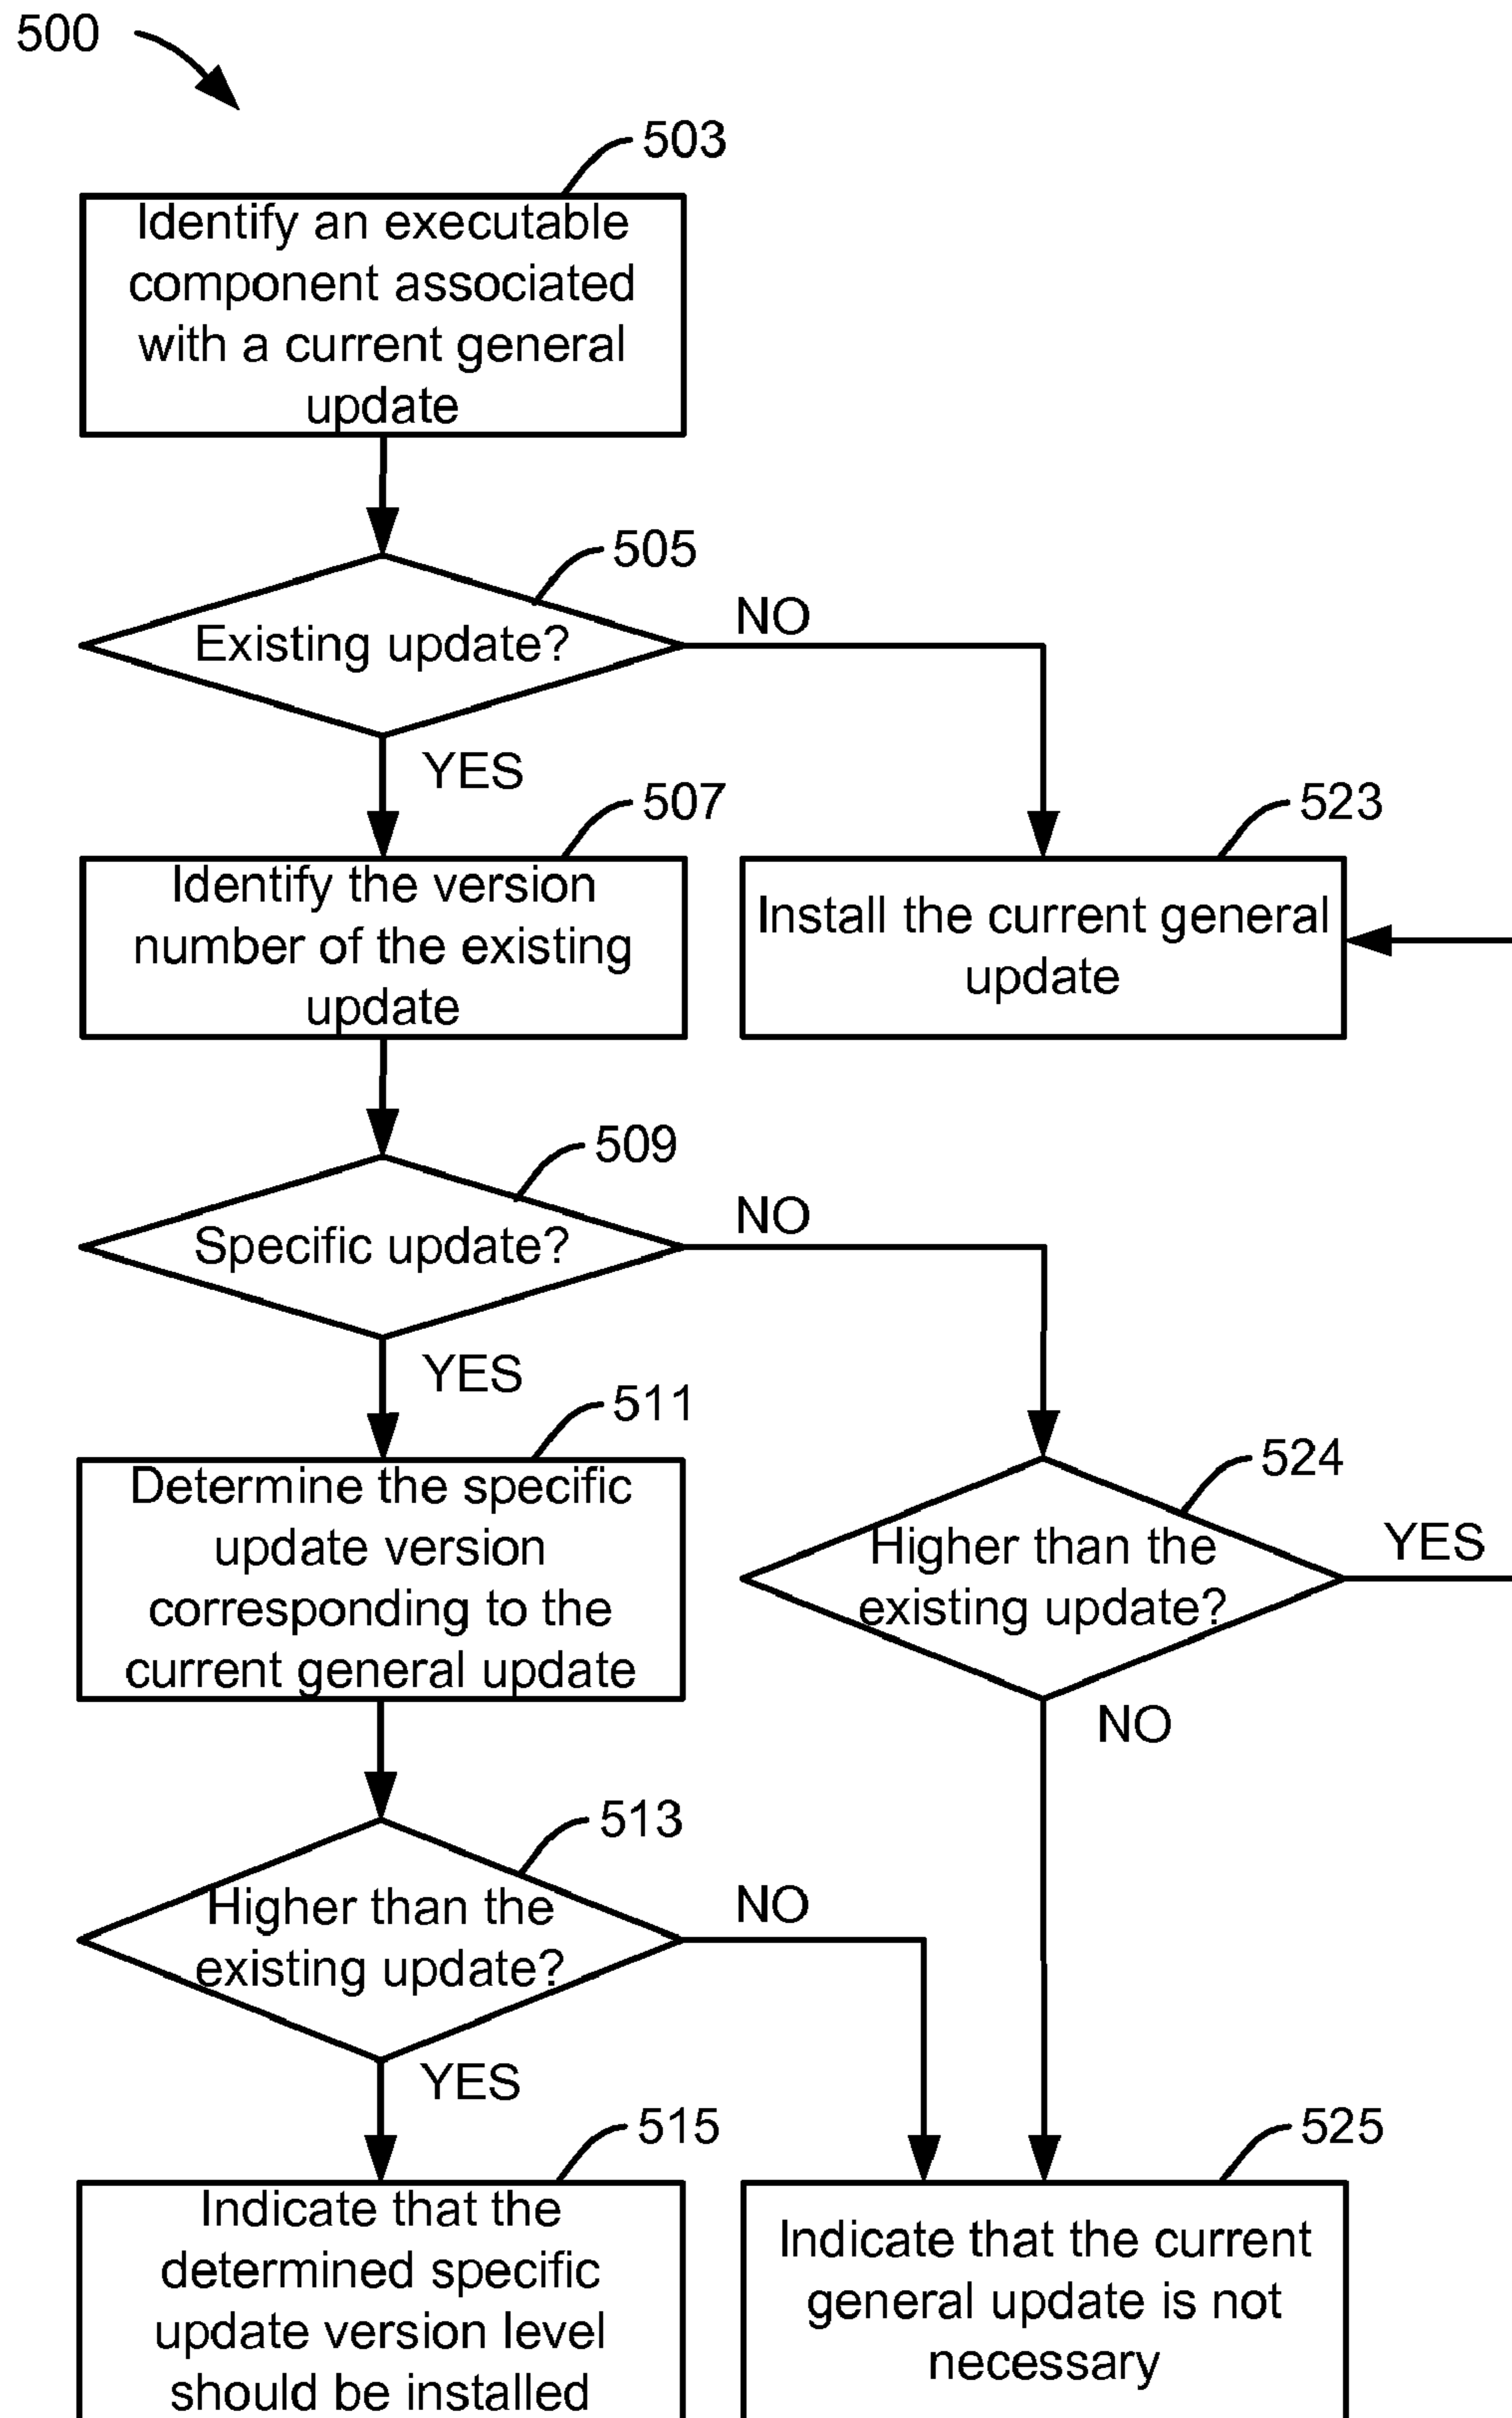 500
503
Identify an executable
component associated
with a current general
update
505
Existing update?
NO
YES
507
Identify the version
number of the existing
update
523
Install the current general
update
509
Specific update?
NO
YES
511
Determine the specific
update version
corresponding to the
current general update
524
Higher than the
existing update?
YES
NO
513
Higher than the
existing update?
NO
YES
515
Indicate that the
determined specific
update version level
should be installed
525
Indicate that the current
general update is not
necessary